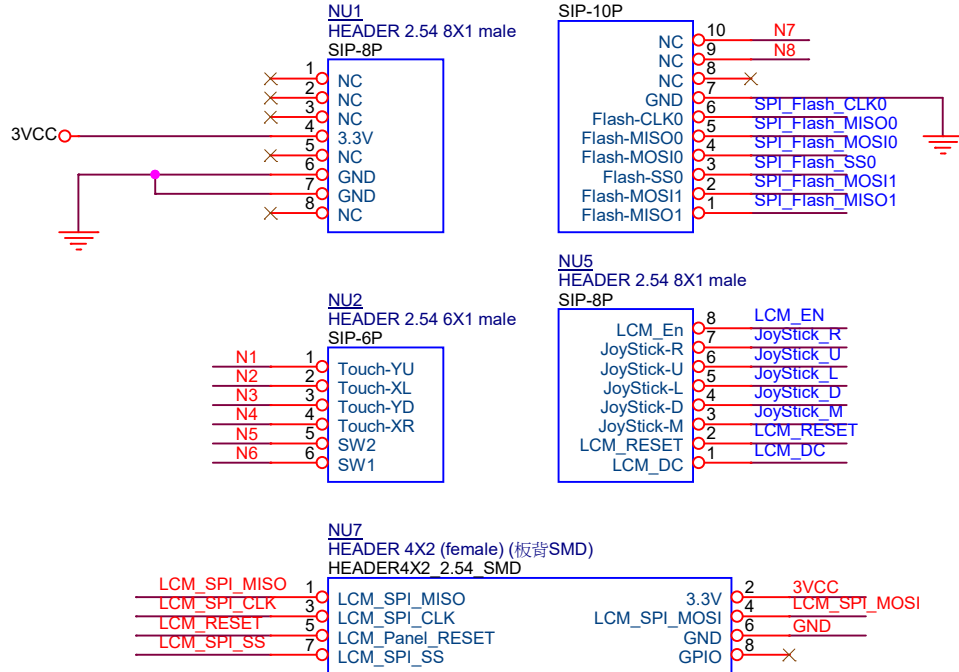 NU1
HEADER 2.54 8X1 male
SIP-8P
1 NC
2 NC
3 NC
3VCC 4 3.3V
5 NC
6 GND
7 GND
8 NC
SIP-10P
NC 10 N7
NC 9 N8
NC 8
GND 7
Flash-CLK0 6 SPI_Flash_CLK0
Flash-MISO0 5 SPI_Flash_MISO0
Flash-MOSI0 4 SPI_Flash_MOSI0
Flash-SS0 3 SPI_Flash_SS0
Flash-MOSI1 2 SPI_Flash_MOSI1
Flash-MISO1 1 SPI_Flash_MISO1
NU2
HEADER 2.54 6X1 male
SIP-6P
N1 1 Touch-YU
N2 2 Touch-XL
N3 3 Touch-YD
N4 4 Touch-XR
N5 5 SW2
N6 6 SW1
NU5
HEADER 2.54 8X1 male
SIP-8P
LCM_En 8 LCM_EN
JoyStick-R 7 JoyStick_R
JoyStick-U 6 JoyStick_U
JoyStick-L 5 JoyStick_L
JoyStick-D 4 JoyStick_D
JoyStick-M 3 JoyStick_M
LCM_RESET 2 LCM_RESET
LCM_DC 1 LCM_DC
NU7
HEADER 4X2 (female) (板背SMD)
HEADER4X2_2.54_SMD
LCM_SPI_MISO 1 LCM_SPI_MISO 3.3V 2 3VCC
LCM_SPI_CLK 3 LCM_SPI_CLK LCM_SPI_MOSI 4 LCM_SPI_MOSI
LCM_RESET 5 LCM_Panel_RESET GND 6 GND
LCM_SPI_SS 7 LCM_SPI_SS GPIO 8